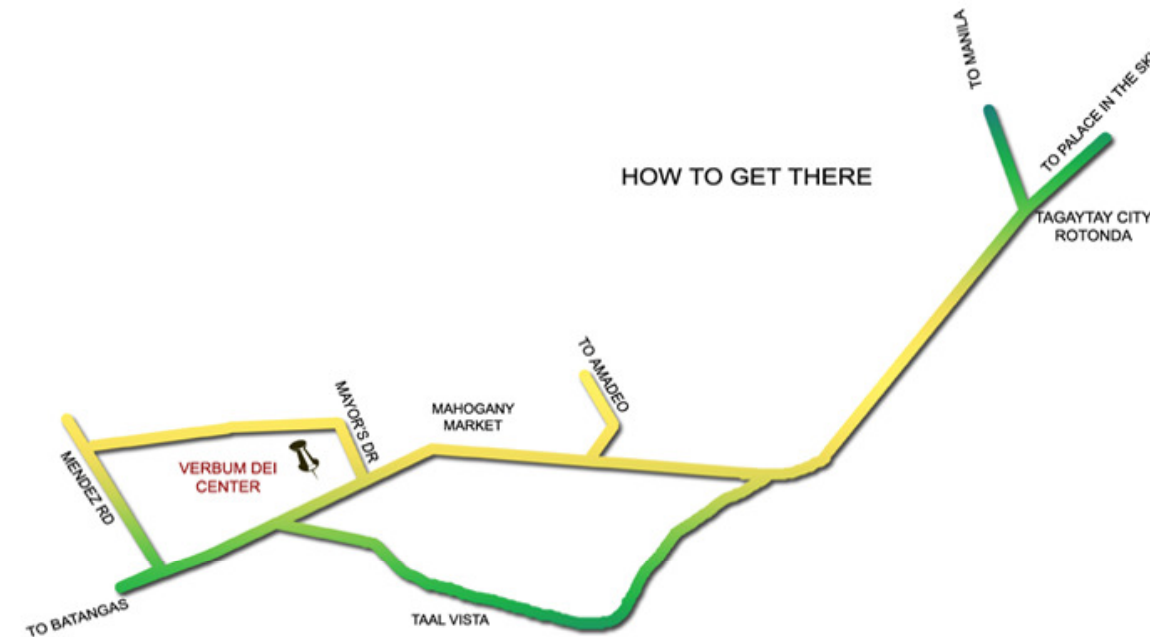 TO MANILA
TO PALACE IN THE SKY
HOW TO GET THERE
TAGAYTAY CITY
ROTONDA
TO AMADEO
MAYOR'S DR
MAHOGANY
MARKET
VERBUM DEI
CENTER
MENDEZ RD
TO BATANGAS
TAAL VISTA